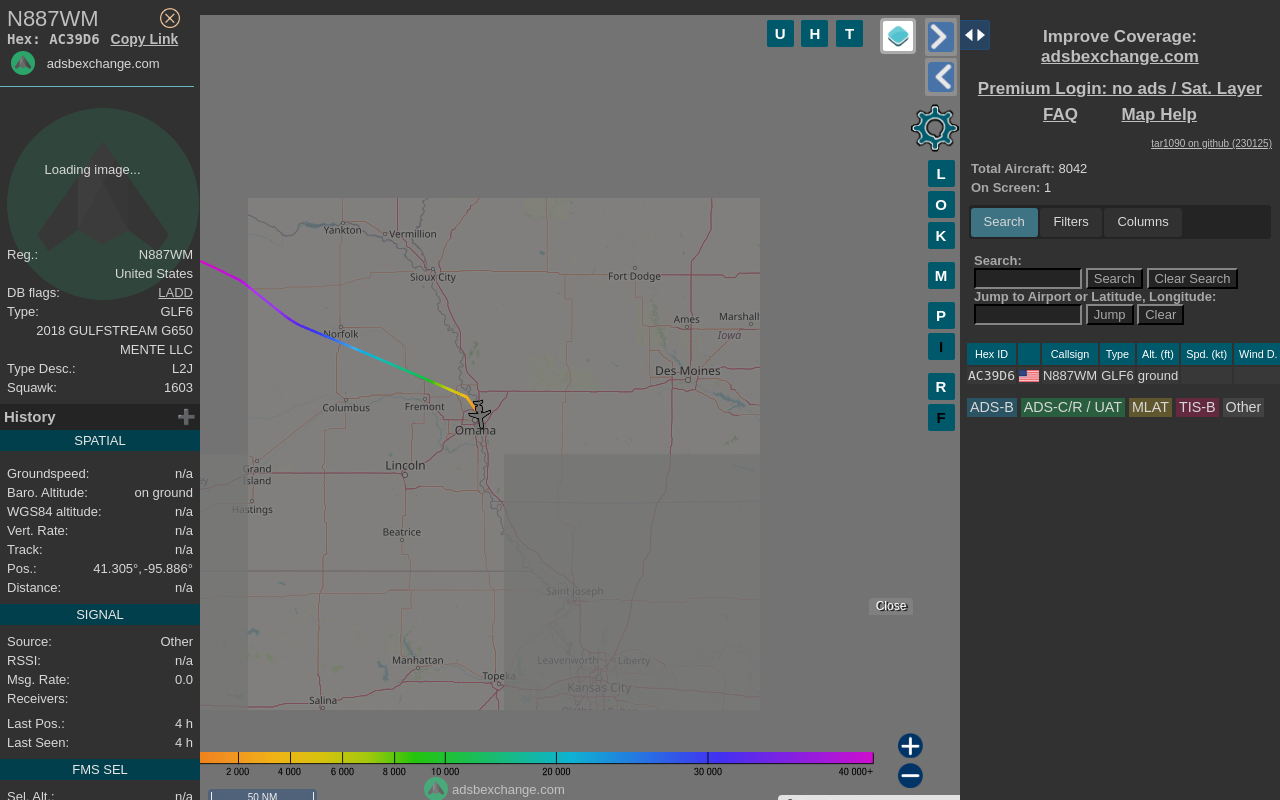 N887WM
Hex: AC39D6 Copy Link
adsbexchange.com
Loading image...
Reg.: N887WM
United States
DB flags: LADD
Type: GLF6
2018 GULFSTREAM G650
MENTE LLC
Type Desc.: L2J
Squawk: 1603
History
SPATIAL
Groundspeed: n/a
Baro. Altitude: on ground
WGS84 altitude: n/a
Vert. Rate: n/a
Track: n/a
Pos.: 41.305°, -95.886°
Distance: n/a
SIGNAL
Source: Other
RSSI: n/a
Msg. Rate: 0.0
Receivers:
Last Pos.: 4 h
Last Seen: 4 h
FMS SEL
Sel. Alt.: n/a
U H T
L
O
K
M
P
I
R
F
Yankton
Vermillion
Sioux City
Fort Dodge
Norfolk
Ames
Marshall
Iowa
Des Moines
Columbus
Fremont
Omaha
Lincoln
Grand
Island
Hastings
Beatrice
Saint Joseph
Manhattan
Leavenworth
Liberty
Topeka
Kansas City
Salina
Close
2 000 4 000 6 000 8 000 10 000 20 000 30 000 40 000+
adsbexchange.com
50 NM
Improve Coverage:
adsbexchange.com
Premium Login: no ads / Sat. Layer
FAQ Map Help
tar1090 on github (230125)
Total Aircraft: 8042
On Screen: 1
Search Filters Columns
Search:
Search Clear Search
Jump to Airport or Latitude, Longitude:
Jump Clear
Hex ID Callsign Type Alt. (ft) Spd. (kt) Wind D.
AC39D6 N887WM GLF6 ground
ADS-B ADS-C/R / UAT MLAT TIS-B Other